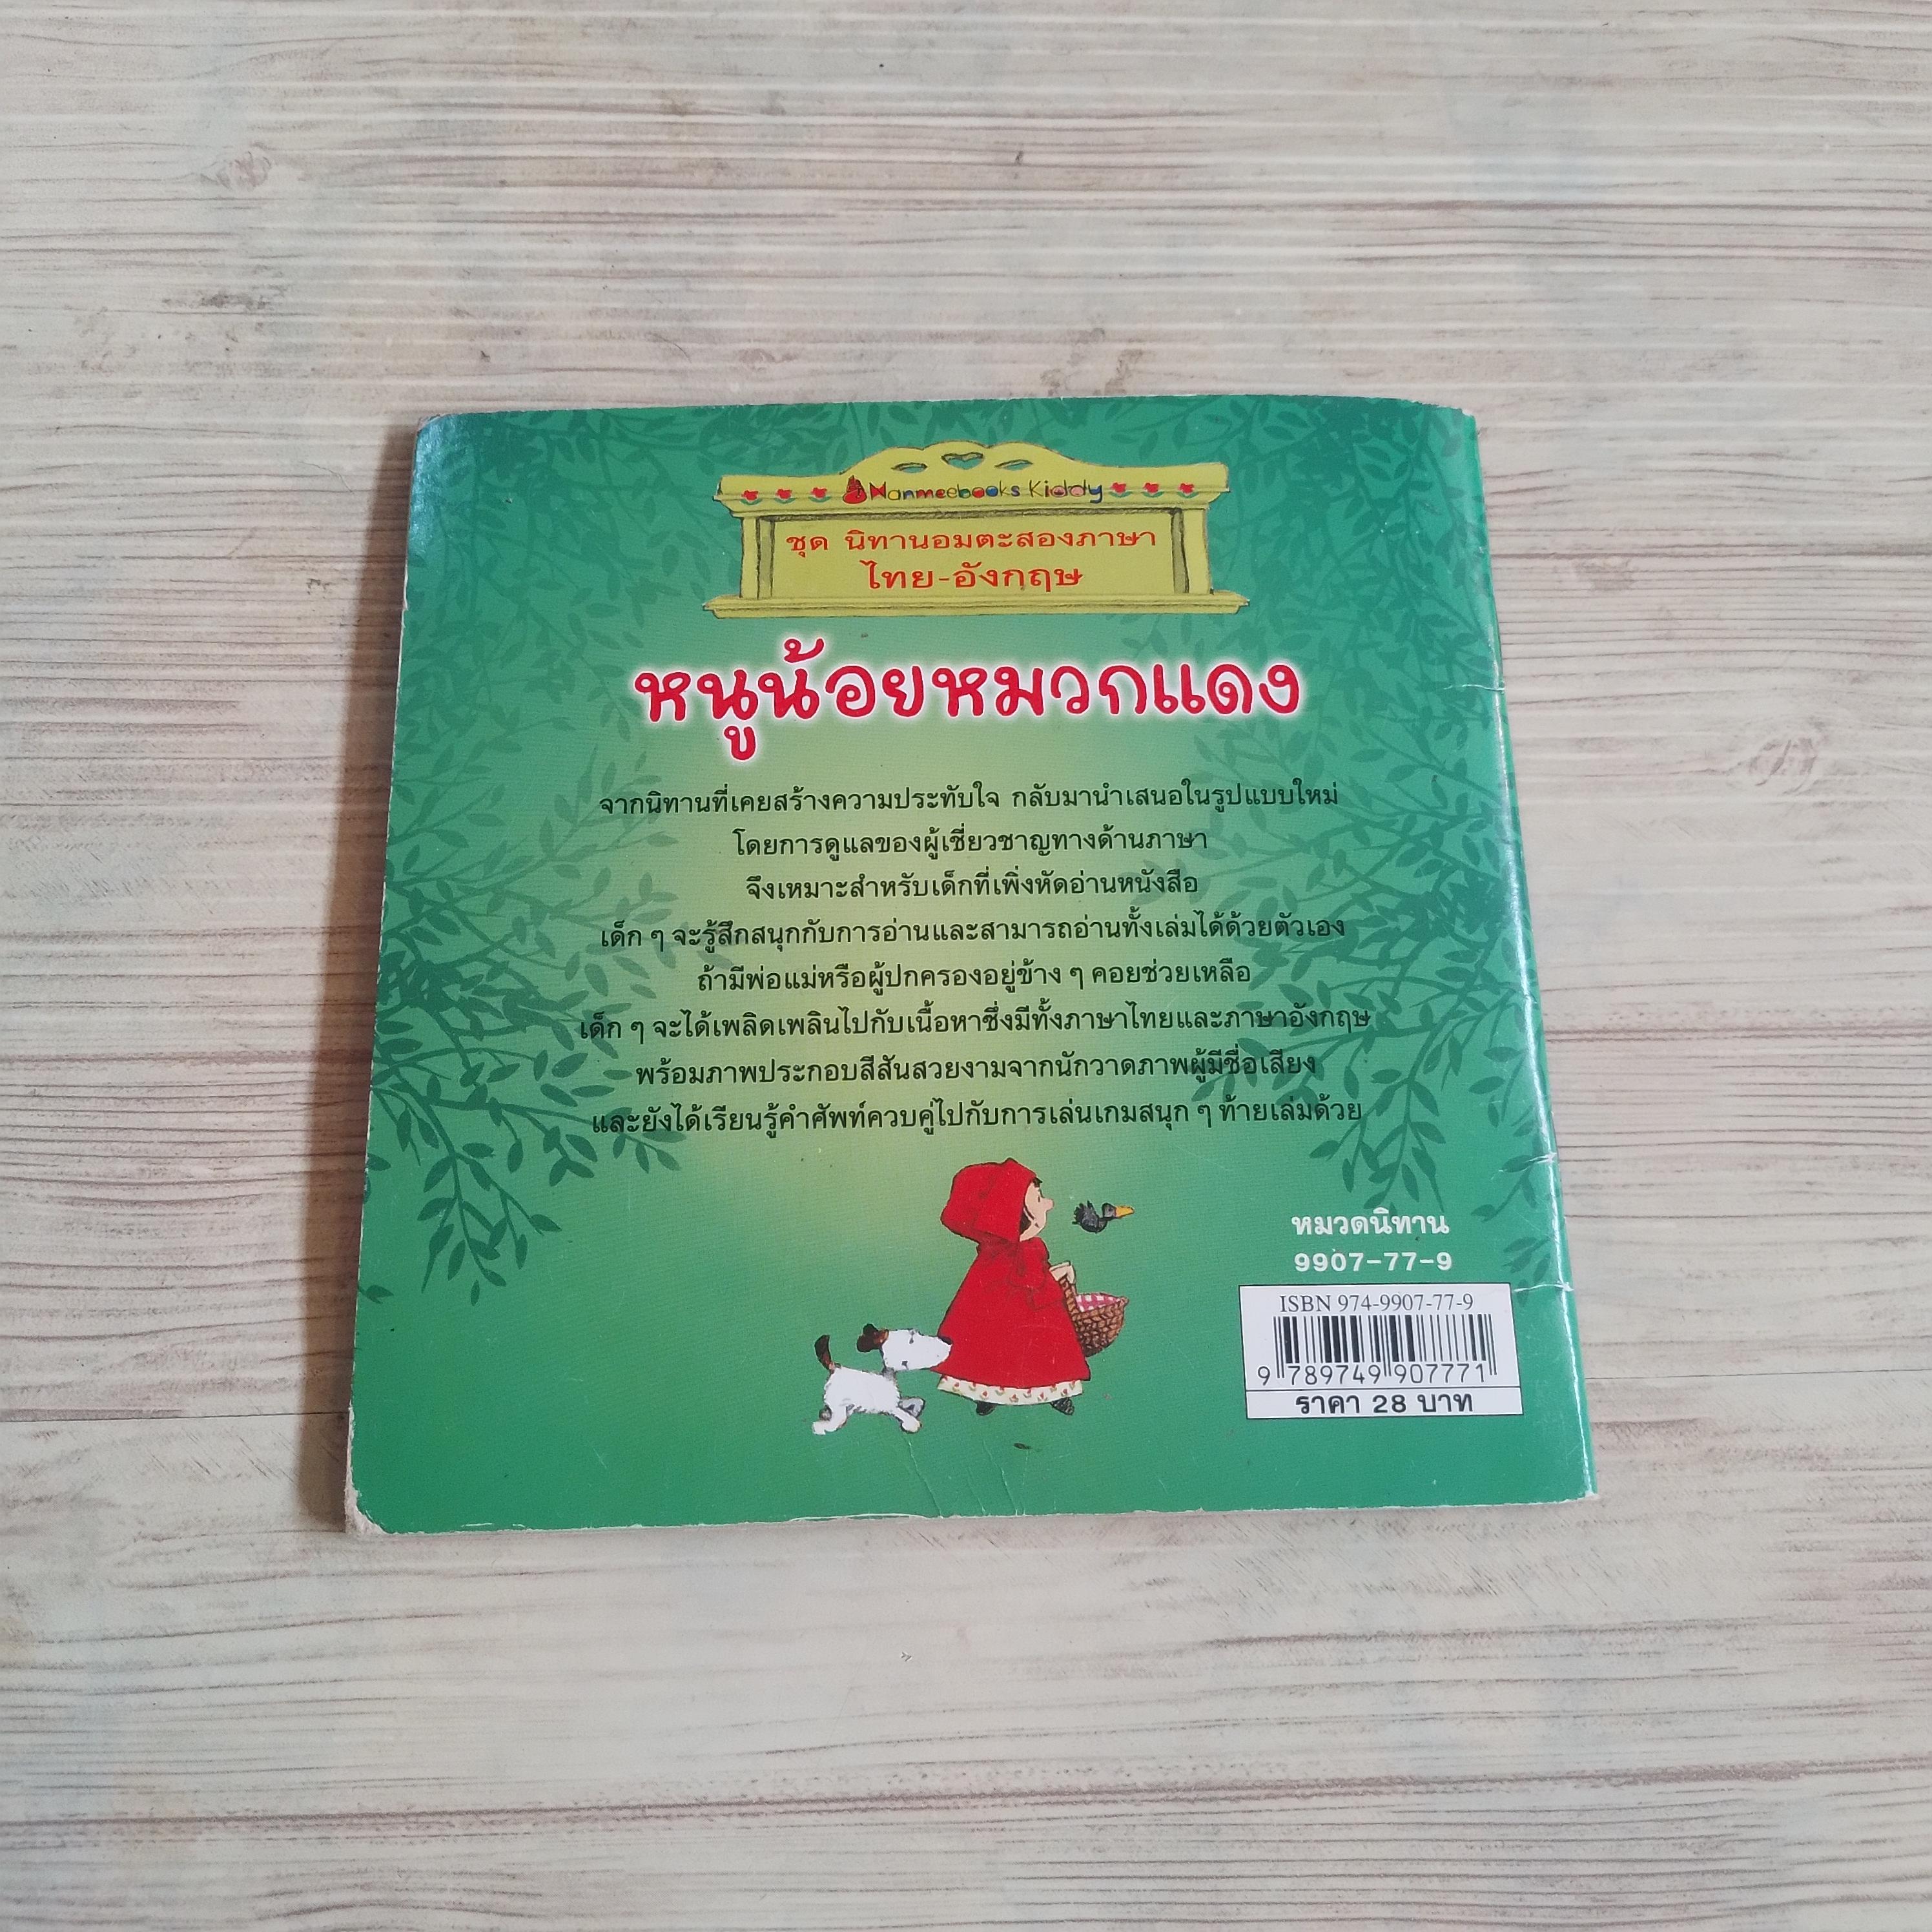 Nanmeebooks Kiddy
ชุด นิทานอมตะสองภาษา
ไทย-อังกฤษ
หนูน้อยหมวกแดง
จากนิทานที่เคยสร้างความประทับใจ กลับมานำเสนอในรูปแบบใหม่
โดยการดูแลของผู้เชี่ยวชาญทางด้านภาษา
จึงเหมาะสำหรับเด็กที่เพิ่งหัดอ่านหนังสือ
เด็ก ๆ จะรู้สึกสนุกกับการอ่านและสามารถอ่านทั้งเล่มได้ด้วยตัวเอง
ถ้ามีพ่อแม่หรือผู้ปกครองอยู่ข้าง ๆ คอยช่วยเหลือ
เด็ก ๆ จะได้เพลิดเพลินไปกับเนื้อหาซึ่งมีทั้งภาษาไทยและภาษาอังกฤษ
พร้อมภาพประกอบสีสันสวยงามจากนักวาดภาพผู้มีชื่อเสียง
และยังได้เรียนรู้คำศัพท์ควบคู่ไปกับการเล่นเกมสนุก ๆ ท้ายเล่มด้วย
หมวดนิทาน
9907-77-9
ISBN 974-9907-77-9
9 789749 907771
ราคา 28 บาท